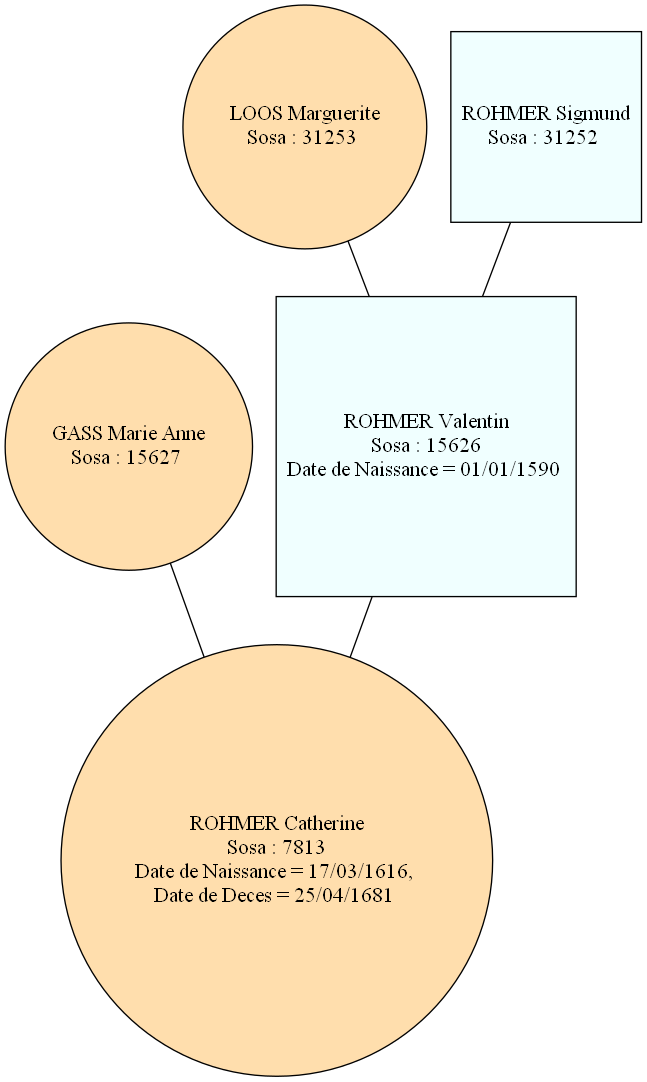 LOOS Marguerite
Sosa : 31253
ROHMER Sigmund
Sosa : 31252
GASS Marie Anne
Sosa : 15627
ROHMER Valentin
Sosa : 15626
Date de Naissance = 01/01/1590
ROHMER Catherine
Sosa : 7813
Date de Naissance = 17/03/1616,
Date de Deces = 25/04/1681